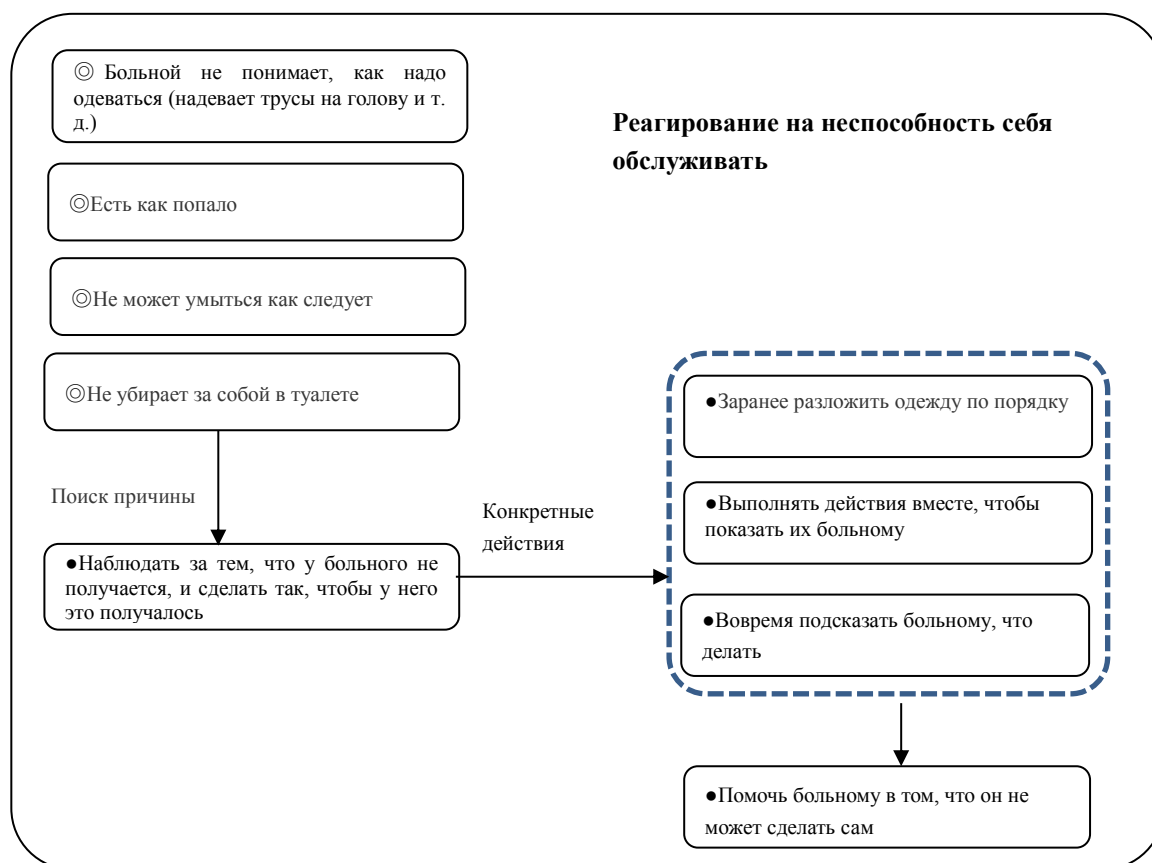 ◎ Больной не понимает, как надо
одеваться (надевает трусы на голову и т.
д.)
Реагирование на неспособность себя
обслуживать
◎Есть как попало
◎Не может умыться как следует
◎Не убирает за собой в туалете
●Заранее разложить одежду по порядку
Поиск причины
Конкретные
действия
●Выполнять действия вместе, чтобы
показать их больному
●Наблюдать за тем, что у больного не
получается, и сделать так, чтобы у него
это получалось
●Вовремя подсказать больному, что
делать
●Помочь больному в том, что он не
может сделать сам